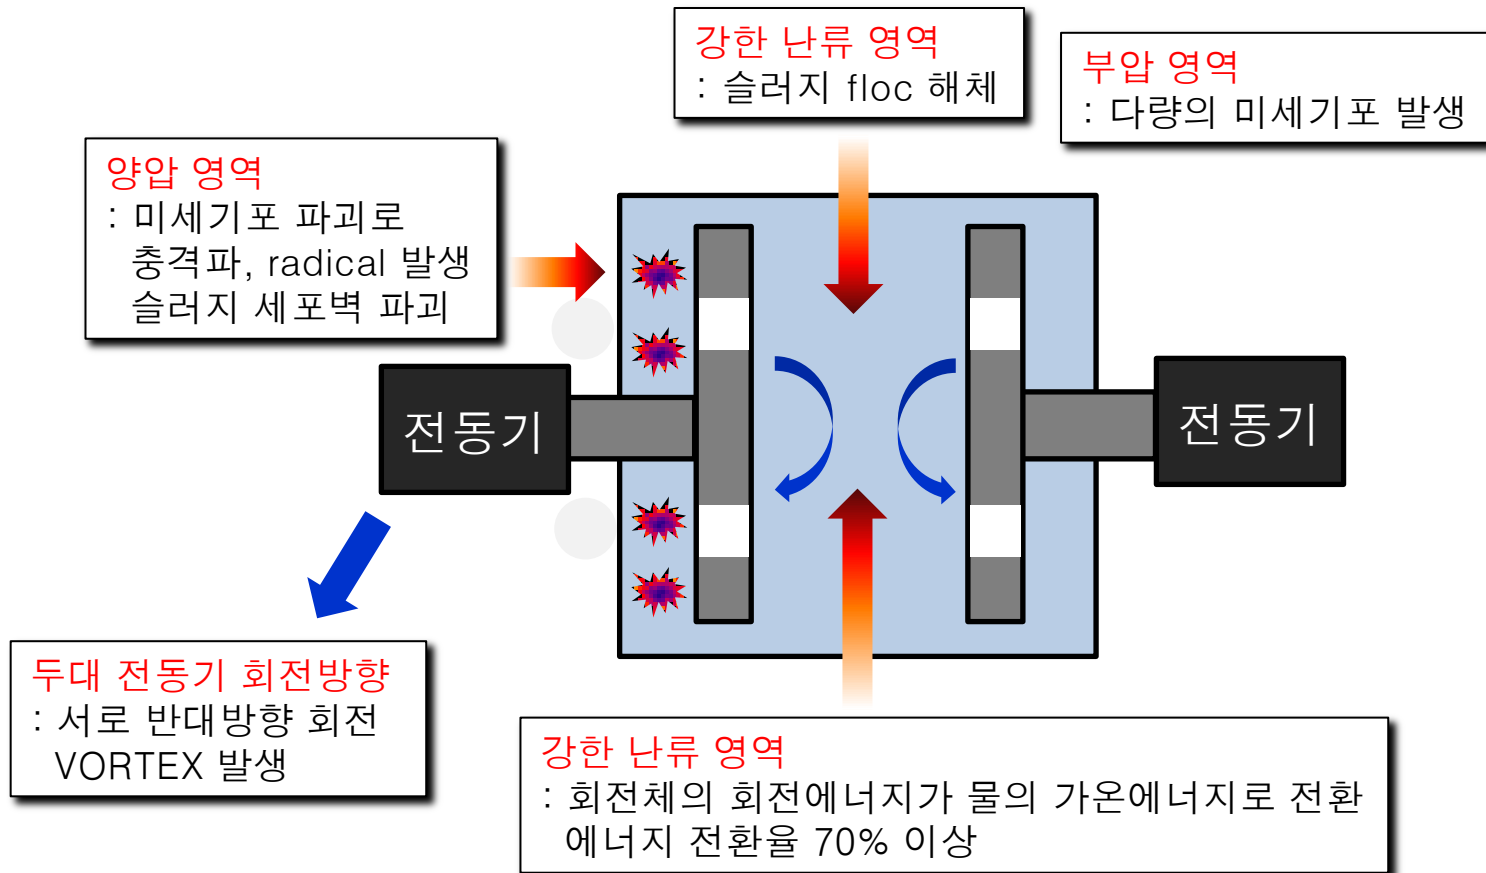 강한 난류 영역
: 슬러지 floc 해체
부압 영역
: 다량의 미세기포 발생
양압 영역
: 미세기포 파괴로
충격파, radical 발생
슬러지 세포벽 파괴
전동기
전동기
두대 전동기 회전방향
: 서로 반대방향 회전
VORTEX 발생
강한 난류 영역
: 회전체의 회전에너지가 물의 가온에너지로 전환
에너지 전환율 70% 이상